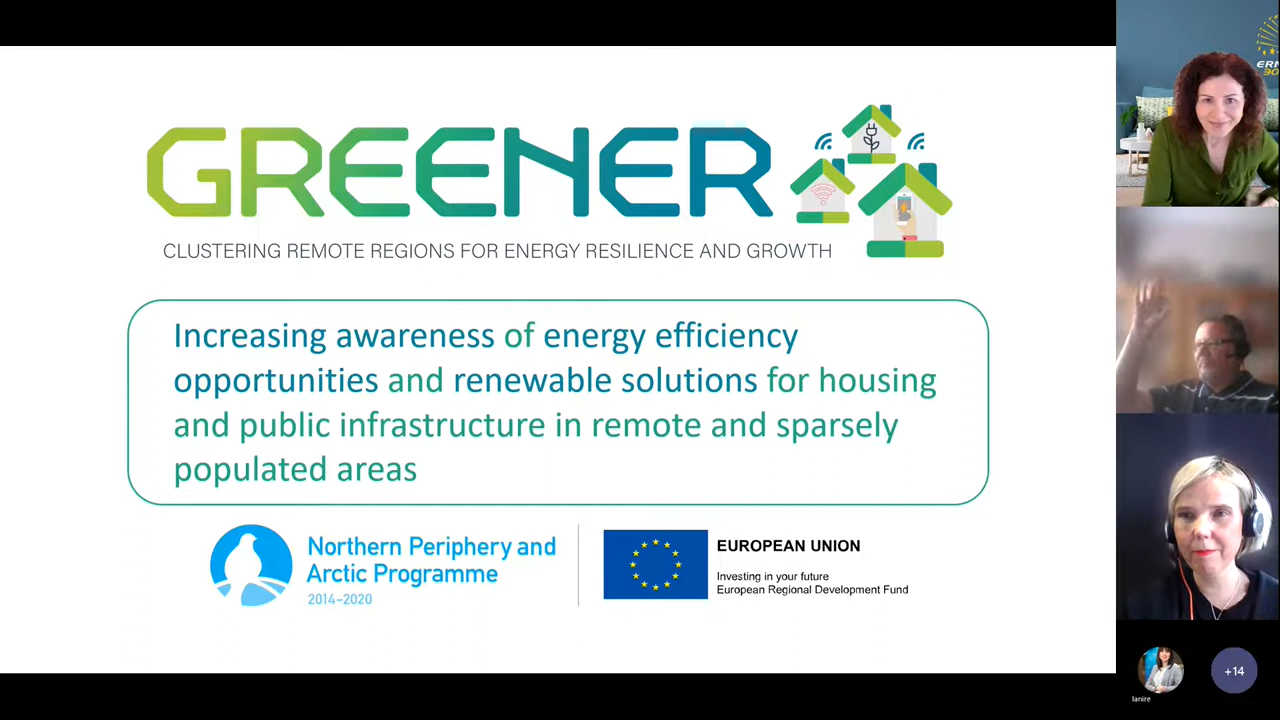 GREENER
CLUSTERING REMOTE REGIONS FOR ENERGY RESILIENCE AND GROWTH
Increasing awareness of energy efficiency
opportunities and renewable solutions for housing
and public infrastructure in remote and sparsely
populated areas
Northern Periphery and
Arctic Programme
2014–2020
EUROPEAN UNION
Investing in your future
European Regional Development Fund
+14